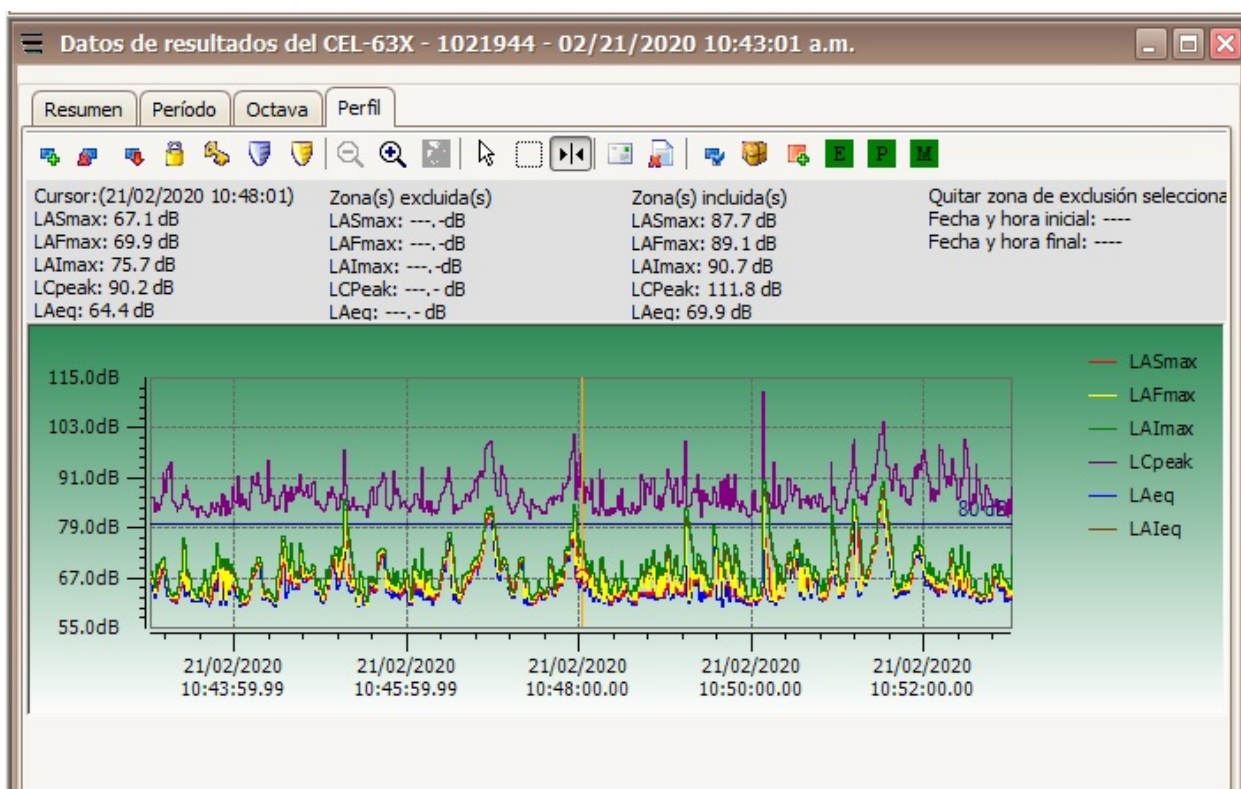 Datos de resultados del CEL-63X - 1021944 - 02/21/2020 10:43:01 a.m.
Resumen Período Octava Perfil
E P M
Cursor:(21/02/2020 10:48:01)
LASmax: 67.1 dB
LAFmax: 69.9 dB
LAImax: 75.7 dB
LCpeak: 90.2 dB
LAeq: 64.4 dB
Zona(s) excluida(s)
LASmax: ---.-dB
LAFmax: ---.-dB
LAImax: ---.-dB
LCPeak: ---.- dB
LAeq: ---.- dB
Zona(s) incluida(s)
LASmax: 87.7 dB
LAFmax: 89.1 dB
LAImax: 90.7 dB
LCPeak: 111.8 dB
LAeq: 69.9 dB
Quitar zona de exclusión selecciona
Fecha y hora inicial: ----
Fecha y hora final: ----
115.0dB
103.0dB
91.0dB
79.0dB
67.0dB
55.0dB
80 dB
LASmax
LAFmax
LAImax
LCpeak
LAeq
LAIeq
21/02/2020 21/02/2020 21/02/2020 21/02/2020 21/02/2020
10:43:59.99 10:45:59.99 10:48:00.00 10:50:00.00 10:52:00.00